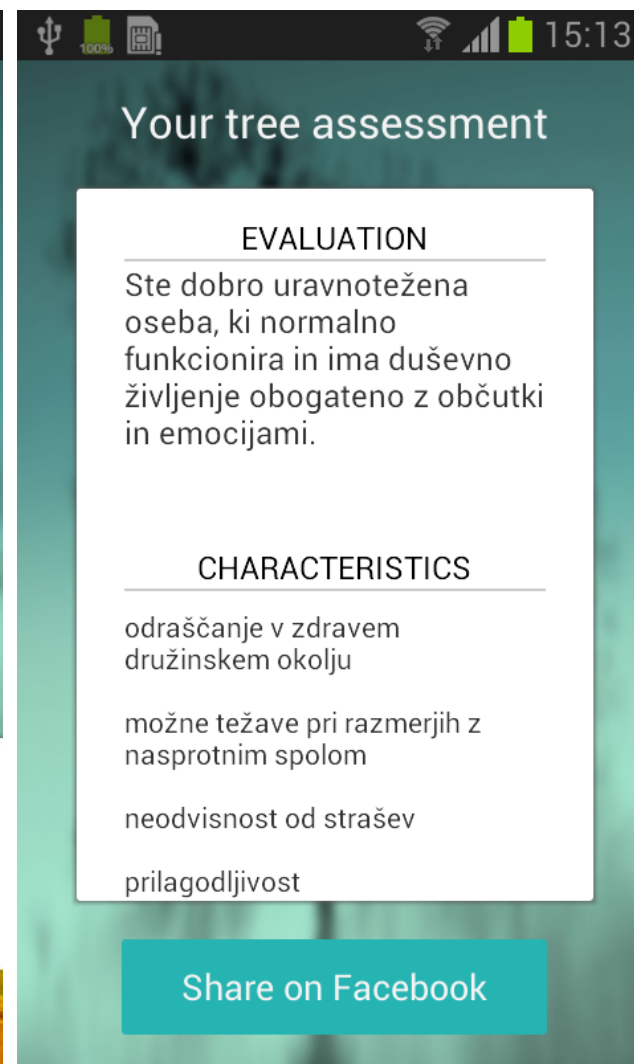 100%
15:13
Your tree assessment
EVALUATION
Ste dobro uravnotežena
oseba, ki normalno
funkcionira in ima duševno
življenje obogateno z občutki
in emocijami.
CHARACTERISTICS
odraščanje v zdravem
družinskem okolju
možne težave pri razmerjih z
nasprotnim spolom
neodvisnost od strašev
prilagodljivost
Share on Facebook